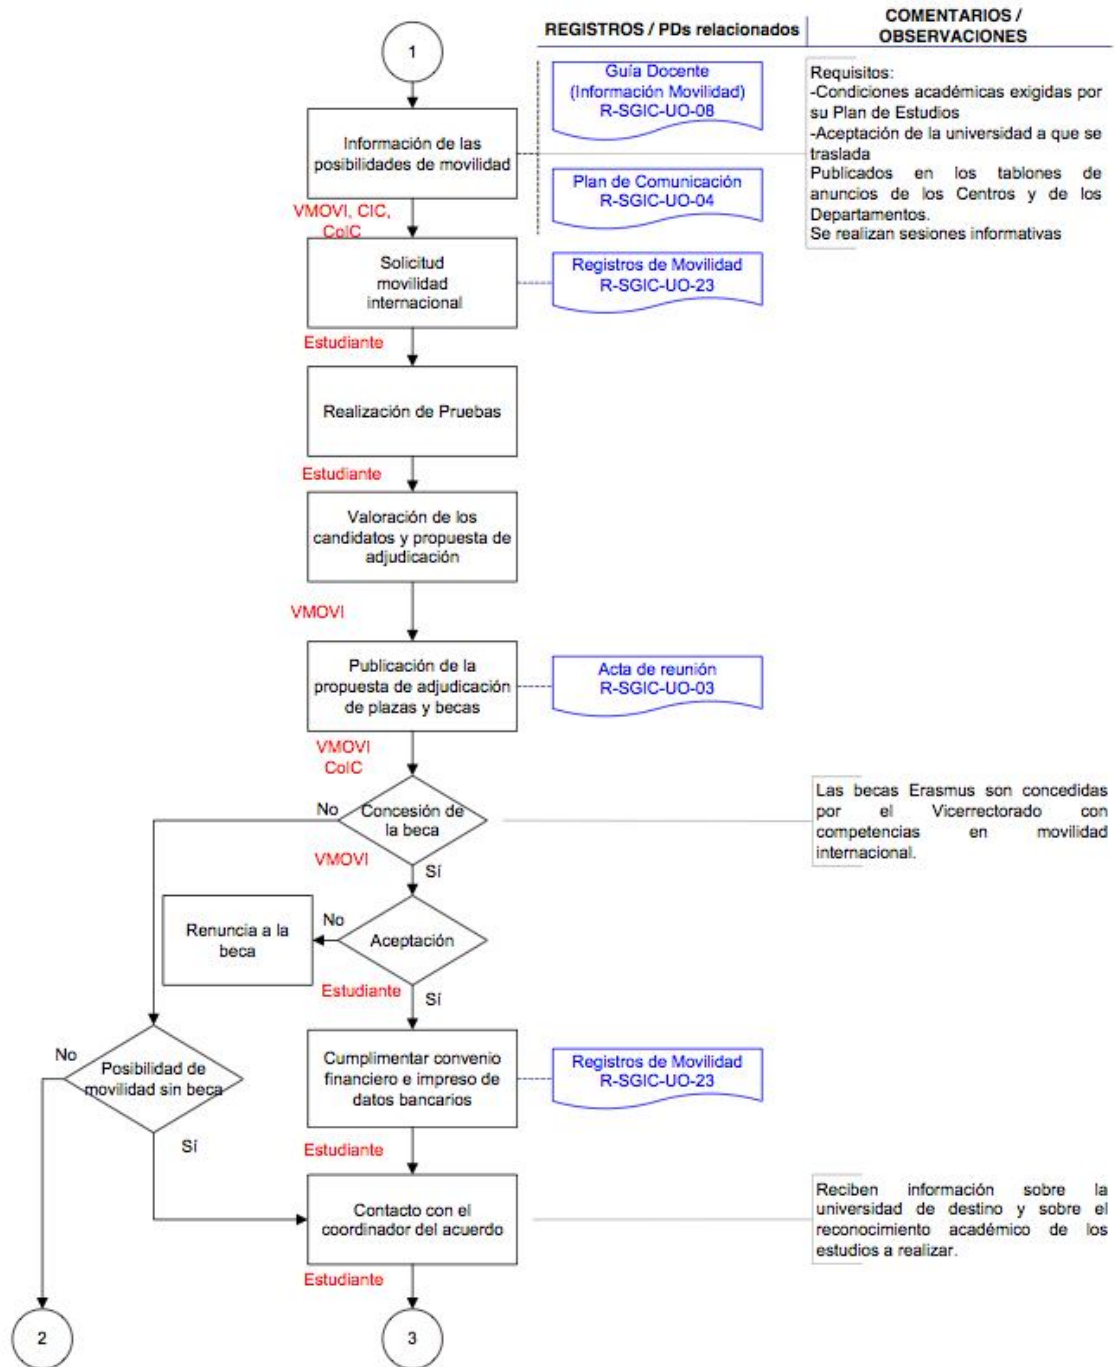 REGISTROS / PDs relacionados
COMENTARIOS /
OBSERVACIONES
1
Guía Docente
(Información Movilidad)
R-SGIC-UO-08
Requisitos:
-Condiciones académicas exigidas por
su Plan de Estudios
-Aceptación de la universidad a que se
traslada
Publicados en los tablones de
anuncios de los Centros y de los
Departamentos.
Se realizan sesiones informativas
Información de las
posibilidades de movilidad
Plan de Comunicación
R-SGIC-UO-04
VMOVI, CIC,
CoIC
Solicitud
movilidad
internacional
Registros de Movilidad
R-SGIC-UO-23
Estudiante
Realización de Pruebas
Estudiante
Valoración de los
candidatos y propuesta de
adjudicación
VMOVI
Publicación de la
propuesta de adjudicación
de plazas y becas
Acta de reunión
R-SGIC-UO-03
VMOVI
CoIC
No
Concesión de
la beca
Las becas Erasmus son concedidas
por el Vicerrectorado con
competencias en movilidad
internacional.
VMOVI
Sí
Renuncia a la
beca
No
Aceptación
Estudiante
Sí
No
Posibilidad de
movilidad sin beca
Sí
Cumplimentar convenio
financiero e impreso de
datos bancarios
Registros de Movilidad
R-SGIC-UO-23
Estudiante
Contacto con el
coordinador del acuerdo
Reciben información sobre la
universidad de destino y sobre el
reconocimiento académico de los
estudios a realizar.
Estudiante
2
3